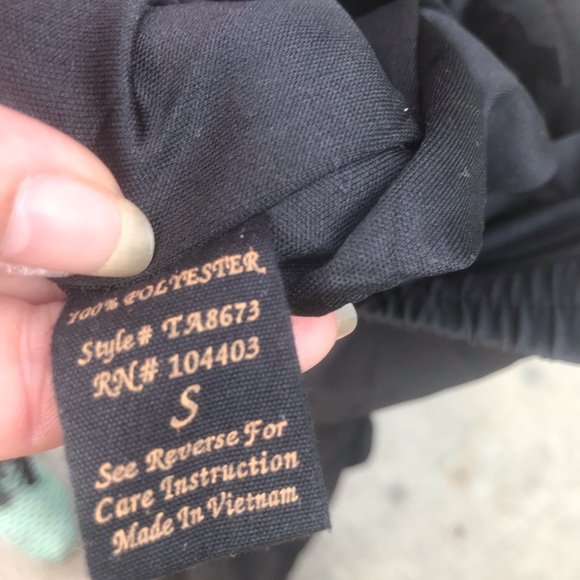 100% POLYESTER
Style# TA8673
RN# 104403
S
See Reverse For
Care Instruction
Made In Vietnam